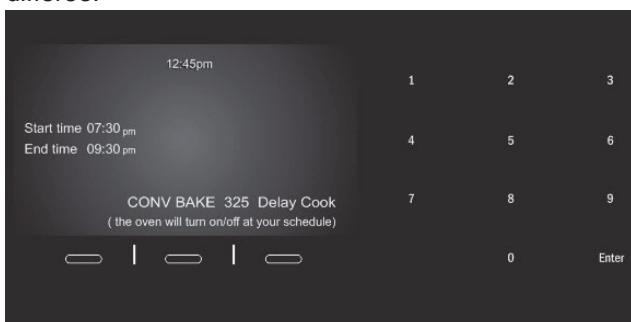 12:45pm
Start time 07:30 pm
End time 09:30 pm
CONV BAKE 325 Delay Cook
( the oven will turn on/off at your schedule)
1 2 3
4 5 6
7 8 9
0 Enter